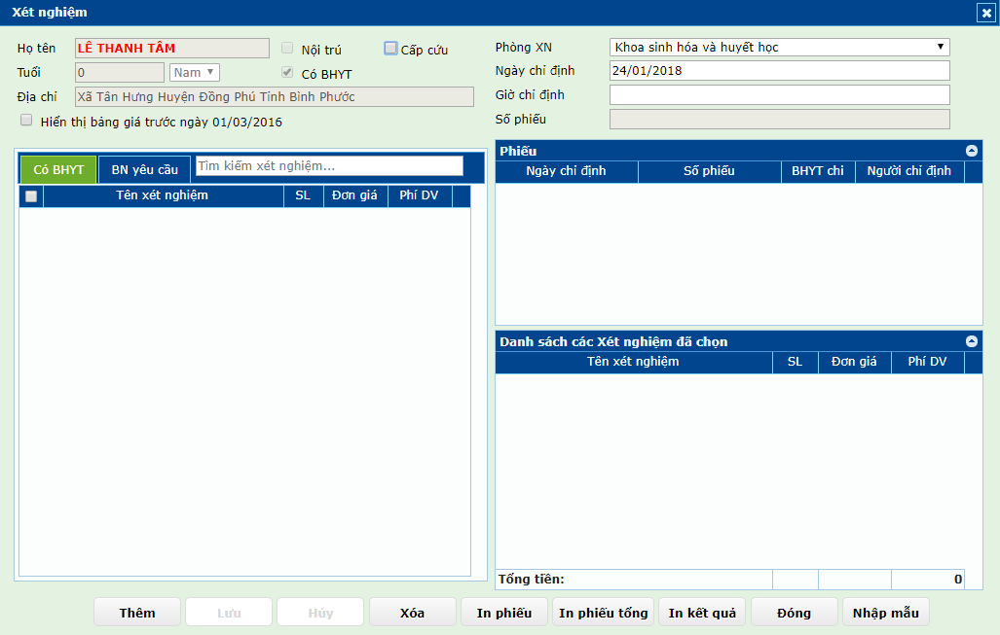 Xét nghiệm
Họ tên LÊ THANH TÂM Nội trú Cấp cứu
Tuổi 0 Nam Có BHYT
Địa chỉ Xã Tân Hưng Huyện Đồng Phú Tỉnh Bình Phước
Hiển thị bảng giá trước ngày 01/03/2016
Phòng XN Khoa sinh hóa và huyết học
Ngày chỉ định 24/01/2018
Giờ chỉ định
Số phiếu
Có BHYT BN yêu cầu Tìm kiếm xét nghiệm...
Tên xét nghiệm SL Đơn giá Phí DV
Phiếu
Ngày chỉ định Số phiếu BHYT chi Người chỉ định
Danh sách các Xét nghiệm đã chọn
Tên xét nghiệm SL Đơn giá Phí DV
Tổng tiền: 0
Thêm Lưu Hủy Xóa In phiếu In phiếu tổng In kết quả Đóng Nhập mẫu